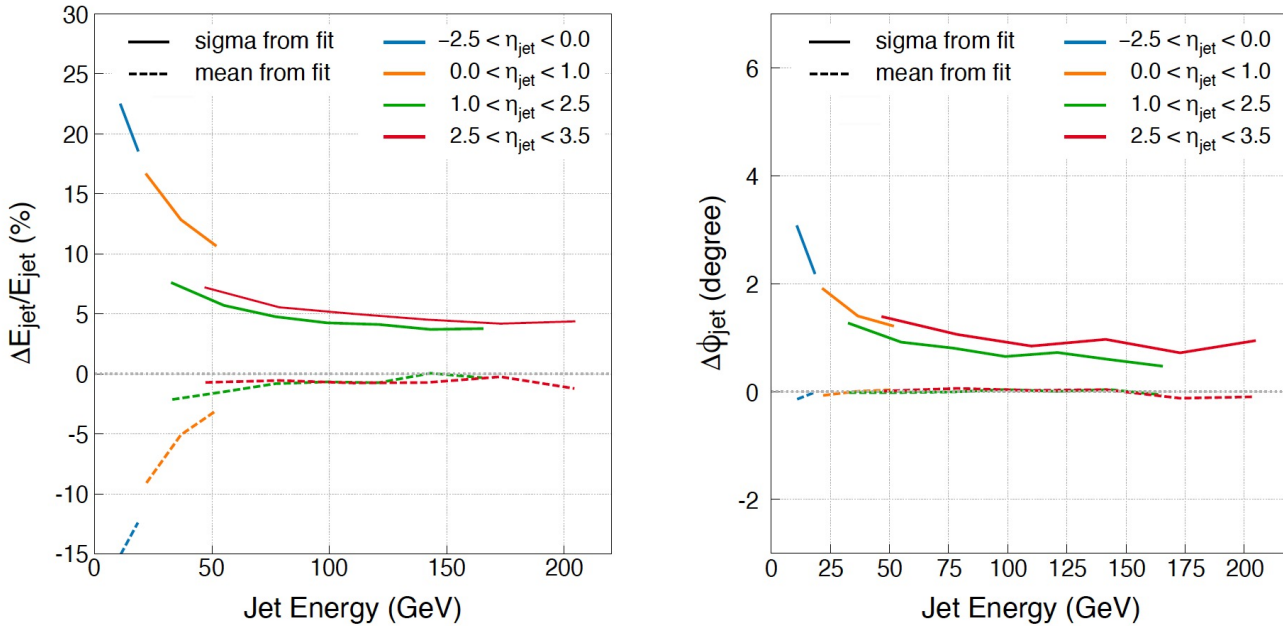 30
25
20
15
10
5
0
-5
-10
-15
0
50
100
150
200
ΔE_jet/E_jet (%)
Jet Energy (GeV)
sigma from fit
mean from fit
−2.5 < η_jet < 0.0
0.0 < η_jet < 1.0
1.0 < η_jet < 2.5
2.5 < η_jet < 3.5
6
4
2
0
-2
0
25
50
75
100
125
150
175
200
Δϕ_jet (degree)
Jet Energy (GeV)
sigma from fit
mean from fit
−2.5 < η_jet < 0.0
0.0 < η_jet < 1.0
1.0 < η_jet < 2.5
2.5 < η_jet < 3.5